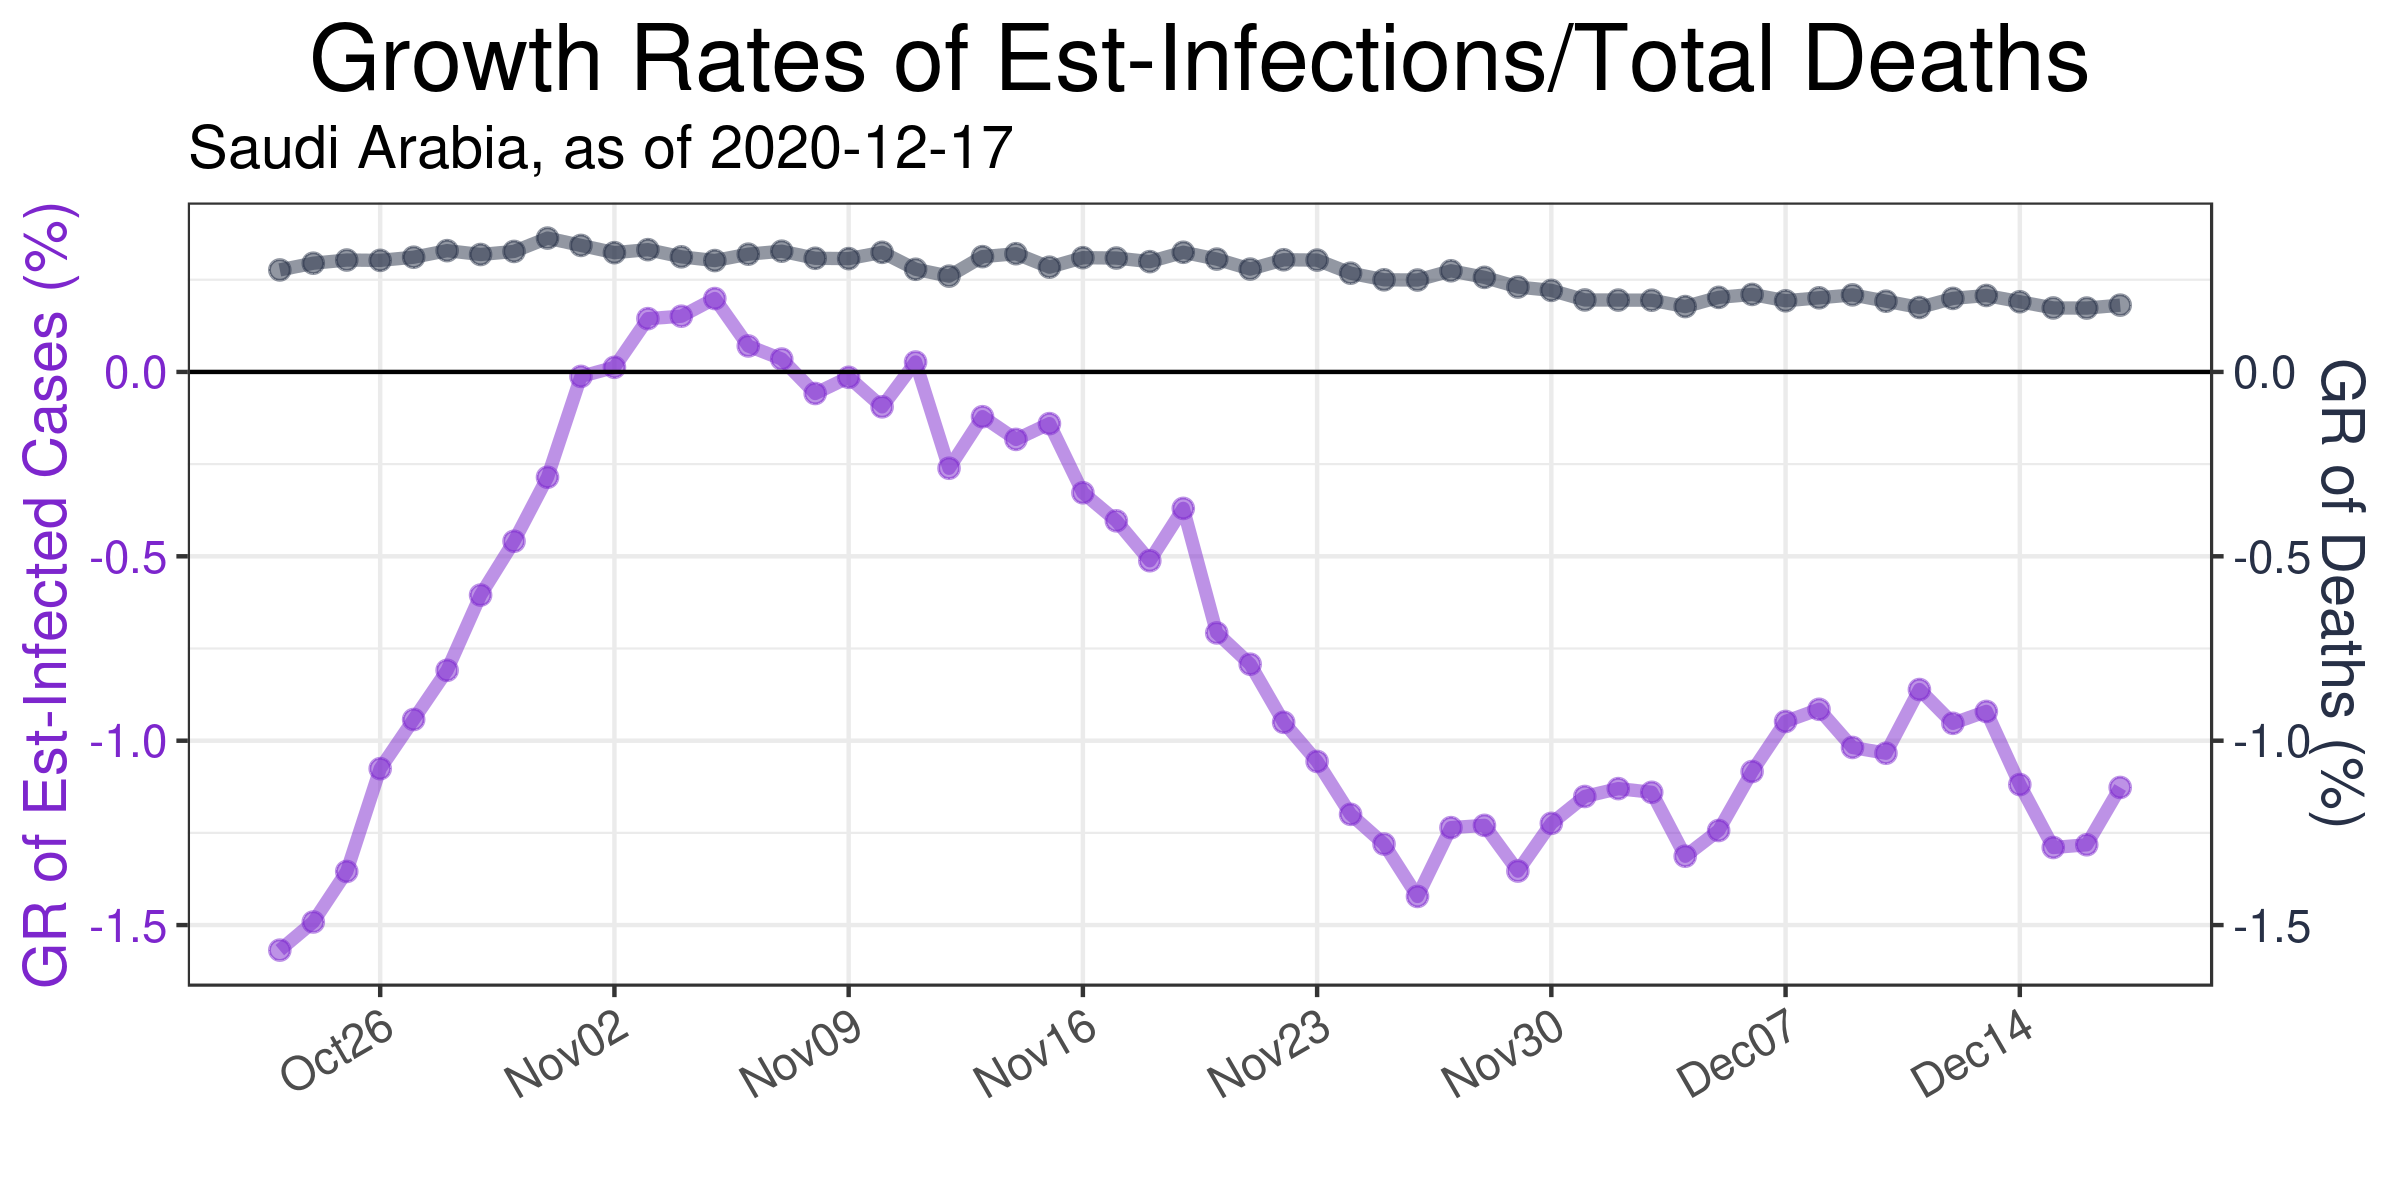 Growth Rates of Est-Infections/Total Deaths
Saudi Arabia, as of 2020-12-17
GR of Est-Infected Cases (%)
0.0
-0.5
-1.0
-1.5
0.0
-0.5
-1.0
-1.5
GR of Deaths (%)
Oct26
Nov02
Nov09
Nov16
Nov23
Nov30
Dec07
Dec14